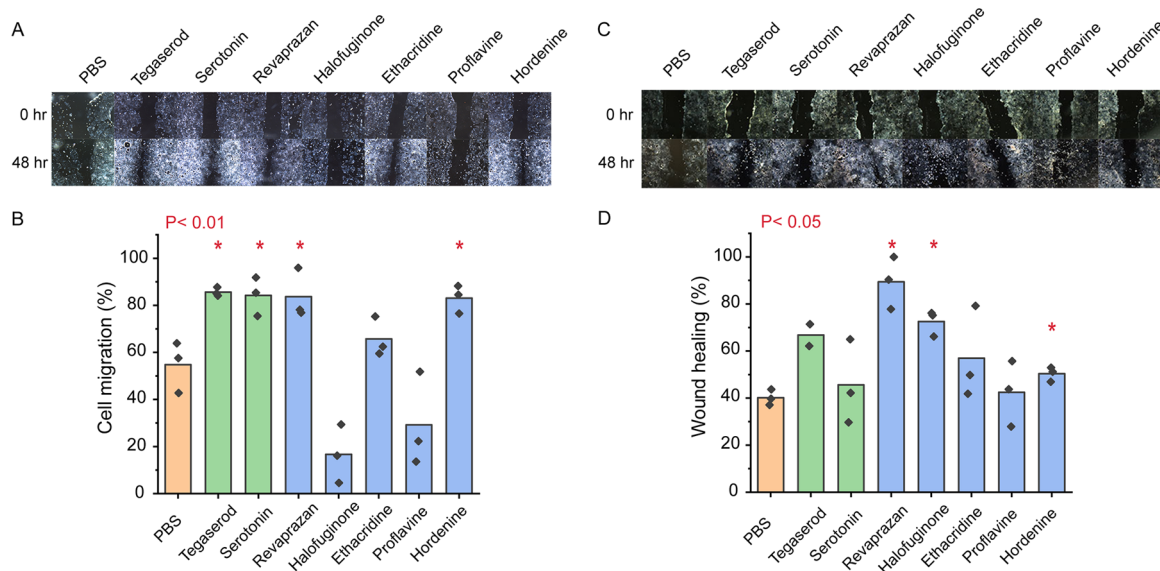 A
PBS
Tegaserod
Serotonin
Revaprazan
Halofuginone
Ethacridine
Proflavine
Hordenine
0 hr
48 hr
B
P< 0.01
* * * *
Cell migration (%)
100
80
60
40
20
0
PBS
Tegaserod
Serotonin
Revaprazan
Halofuginone
Ethacridine
Proflavine
Hordenine
C
PBS
Tegaserod
Serotonin
Revaprazan
Halofuginone
Ethacridine
Proflavine
Hordenine
0 hr
48 hr
D
P< 0.05
* * *
Wound healing (%)
100
80
60
40
20
0
PBS
Tegaserod
Serotonin
Revaprazan
Halofuginone
Ethacridine
Proflavine
Hordenine